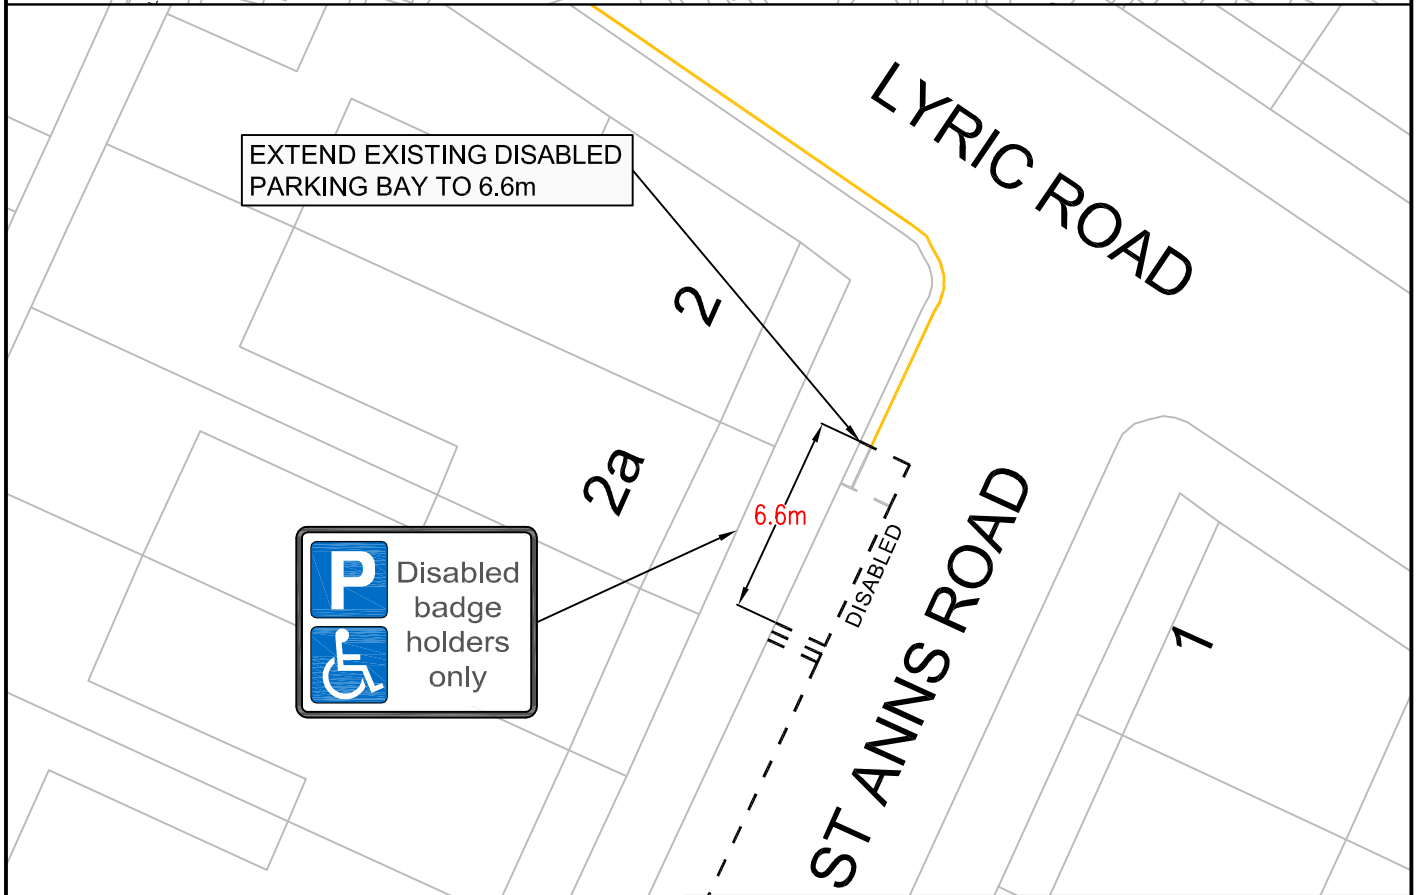 LYRIC ROAD
EXTEND EXISTING DISABLED
PARKING BAY TO 6.6m
2
2a
6.6m
DISABLED
ST ANNS ROAD
1
P
Disabled
badge
holders
only